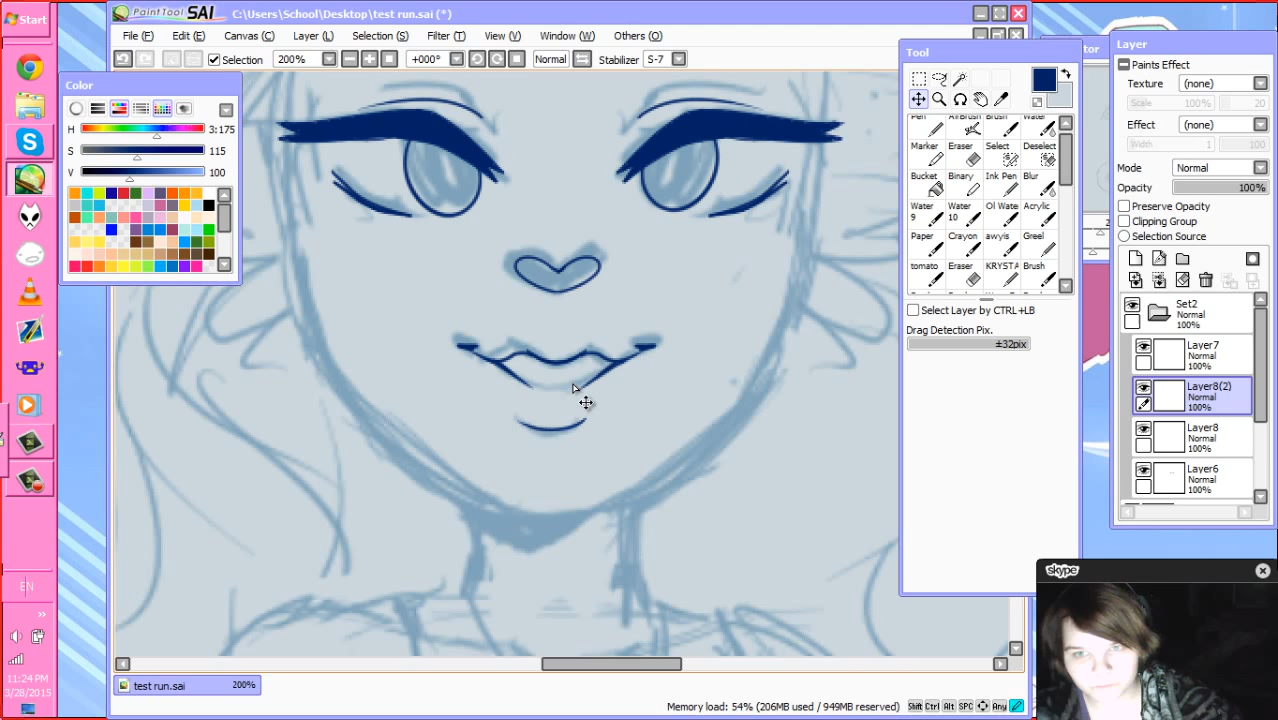 Start
PaintTool SAI C:\Users\School\Desktop\test run.sai (*)
File (F) Edit (E) Canvas (C) Layer (L) Selection (S) Filter (T) View (V) Window (W) Others (O)
Selection 200% +000° Normal Stabilizer S-7
Color
H 3:175
S 115
V 100
Tool
Pen AirBrush Brush Water
Marker Eraser Select Deselect
Bucket Binary Ink Pen Blur
Water 9 Water 10 Ol Water Acrylic
Paper Crayon awyis Greel
tomato Eraser KRYSTA Brush
Select Layer by CTRL+LB
Drag Detection Pix.
±32pix
Layer
Paints Effect
Texture (none)
Scale 100% 20
Effect (none)
Width 1 100
Mode Normal
Opacity 100%
Preserve Opacity
Clipping Group
Selection Source
Set2
Normal
100%
Layer7
Normal
100%
Layer8(2)
Normal
100%
Layer8
Normal
100%
Layer6
Normal
100%
skype
EN
11:24 PM
3/28/2015
test run.sai 200%
Memory load: 54% (206MB used / 949MB reserved) Shift Ctrl Alt SPC Any